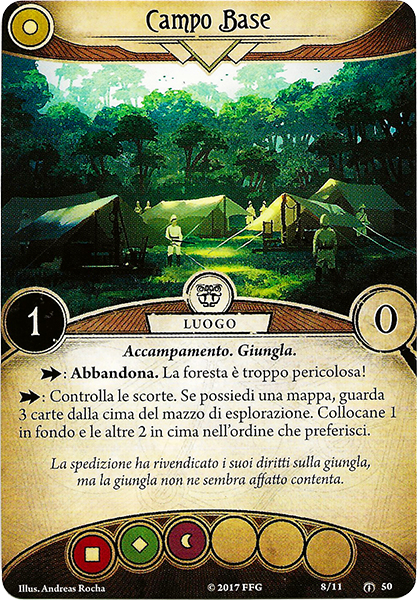 Campo Base
1
LUOGO
0
Accampamento. Giungla.
: Abbandona. La foresta è troppo pericolosa!
: Controlla le scorte. Se possiedi una mappa, guarda
3 carte dalla cima del mazzo di esplorazione. Collocane 1
in fondo e le altre 2 in cima nell'ordine che preferisci.
La spedizione ha rivendicato i suoi diritti sulla giungla,
ma la giungla non ne sembra affatto contenta.
Illus. Andreas Rocha © 2017 FFG 8/11 50